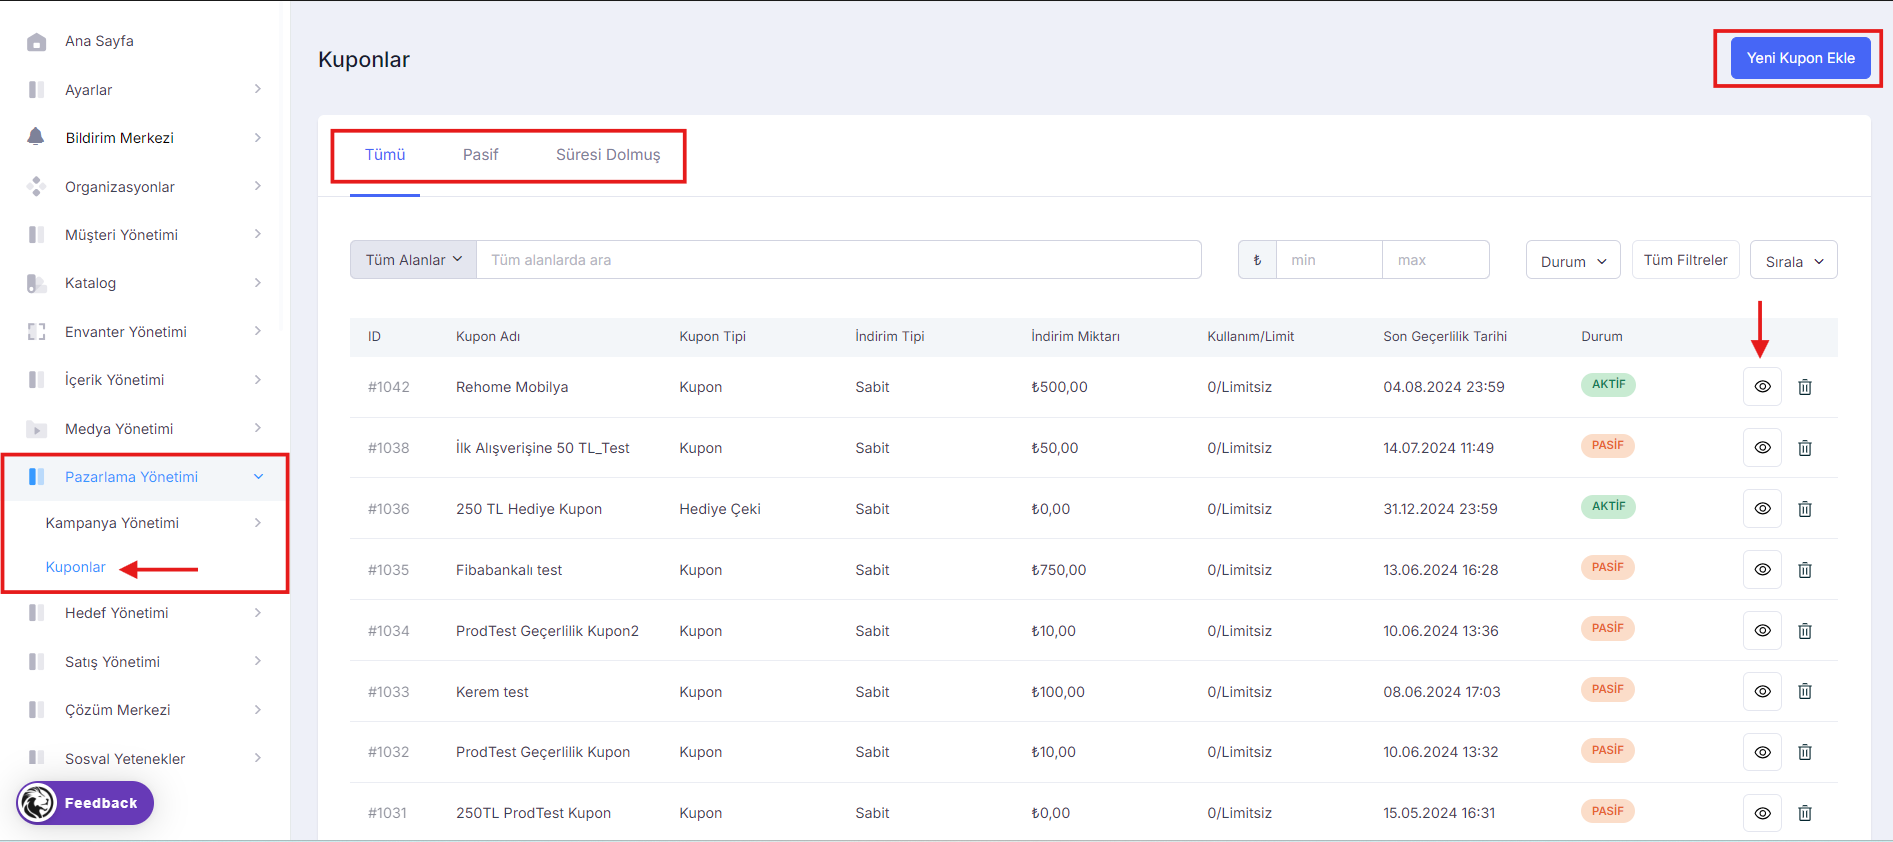 Ana Sayfa
Ayarlar
Bildirim Merkezi
Organizasyonlar
Müşteri Yönetimi
Katalog
Envanter Yönetimi
İçerik Yönetimi
Medya Yönetimi
Pazarlama Yönetimi
Kampanya Yönetimi
Kuponlar
Hedef Yönetimi
Satış Yönetimi
Çözüm Merkezi
Sosyal Yetenekler
Feedback
Kuponlar
Yeni Kupon Ekle
Tümü Pasif Süresi Dolmuş
Tüm Alanlar Tüm alanlarda ara ₺ min max Durum Tüm Filtreler Sırala
ID Kupon Adı Kupon Tipi İndirim Tipi İndirim Miktarı Kullanım/Limit Son Geçerlilik Tarihi Durum
#1042 Rehome Mobilya Kupon Sabit ₺500,00 0/Limitsiz 04.08.2024 23:59 AKTİF
#1038 İlk Alışverişine 50 TL_Test Kupon Sabit ₺50,00 0/Limitsiz 14.07.2024 11:49 PASİF
#1036 250 TL Hediye Kupon Hediye Çeki Sabit ₺0,00 0/Limitsiz 31.12.2024 23:59 AKTİF
#1035 Fibabankalı test Kupon Sabit ₺750,00 0/Limitsiz 13.06.2024 16:28 PASİF
#1034 ProdTest Geçerlilik Kupon2 Kupon Sabit ₺10,00 0/Limitsiz 10.06.2024 13:36 PASİF
#1033 Kerem test Kupon Sabit ₺100,00 0/Limitsiz 08.06.2024 17:03 PASİF
#1032 ProdTest Geçerlilik Kupon Kupon Sabit ₺10,00 0/Limitsiz 10.06.2024 13:32 PASİF
#1031 250TL ProdTest Kupon Kupon Sabit ₺0,00 0/Limitsiz 15.05.2024 16:31 PASİF